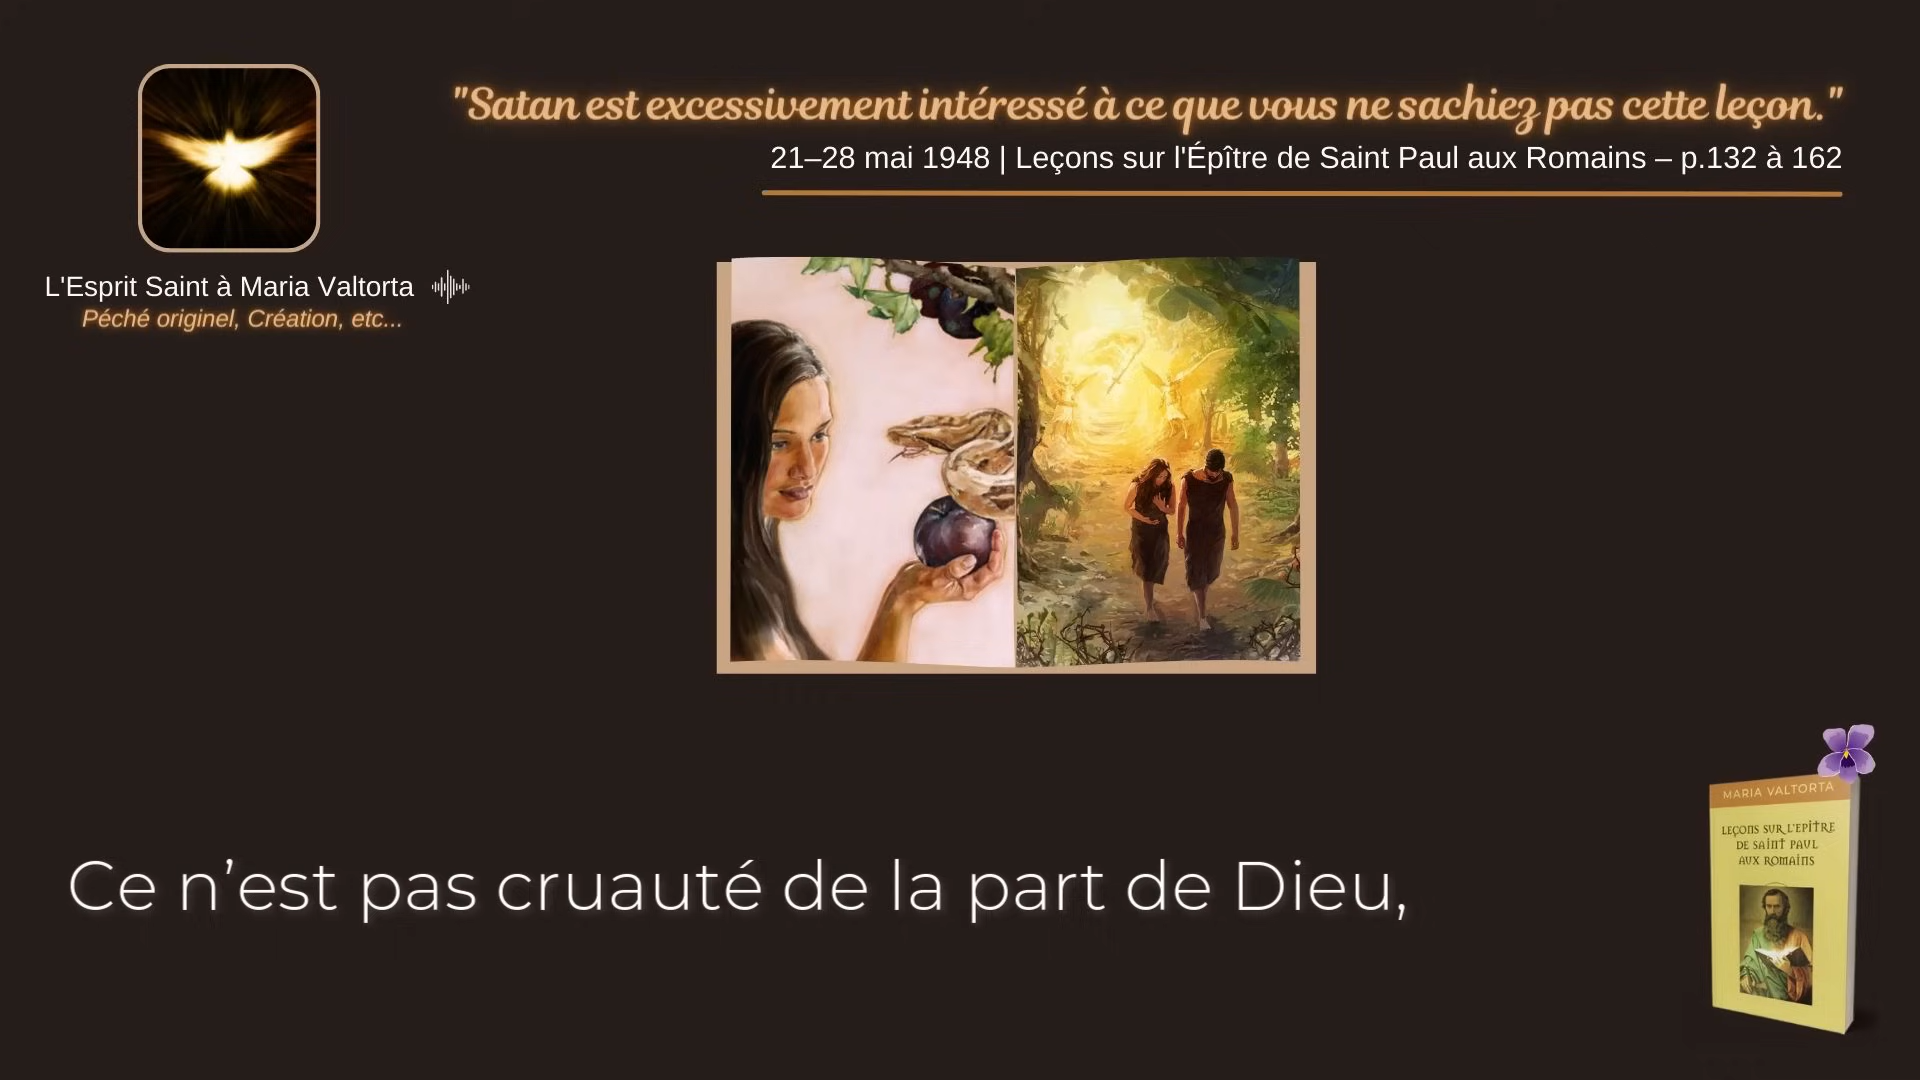 "Satan est excessivement intéressé à ce que vous ne sachiez pas cette leçon."
21–28 mai 1948 | Leçons sur l'Épître de Saint Paul aux Romains – p.132 à 162
L'Esprit Saint à Maria Valtorta
Péché originel, Création, etc...
Ce n’est pas cruauté de la part de Dieu,
MARIA VALTORTA
LEÇONS SUR L'EPÎTRE
DE SAINT PAUL
AUX ROMAINS